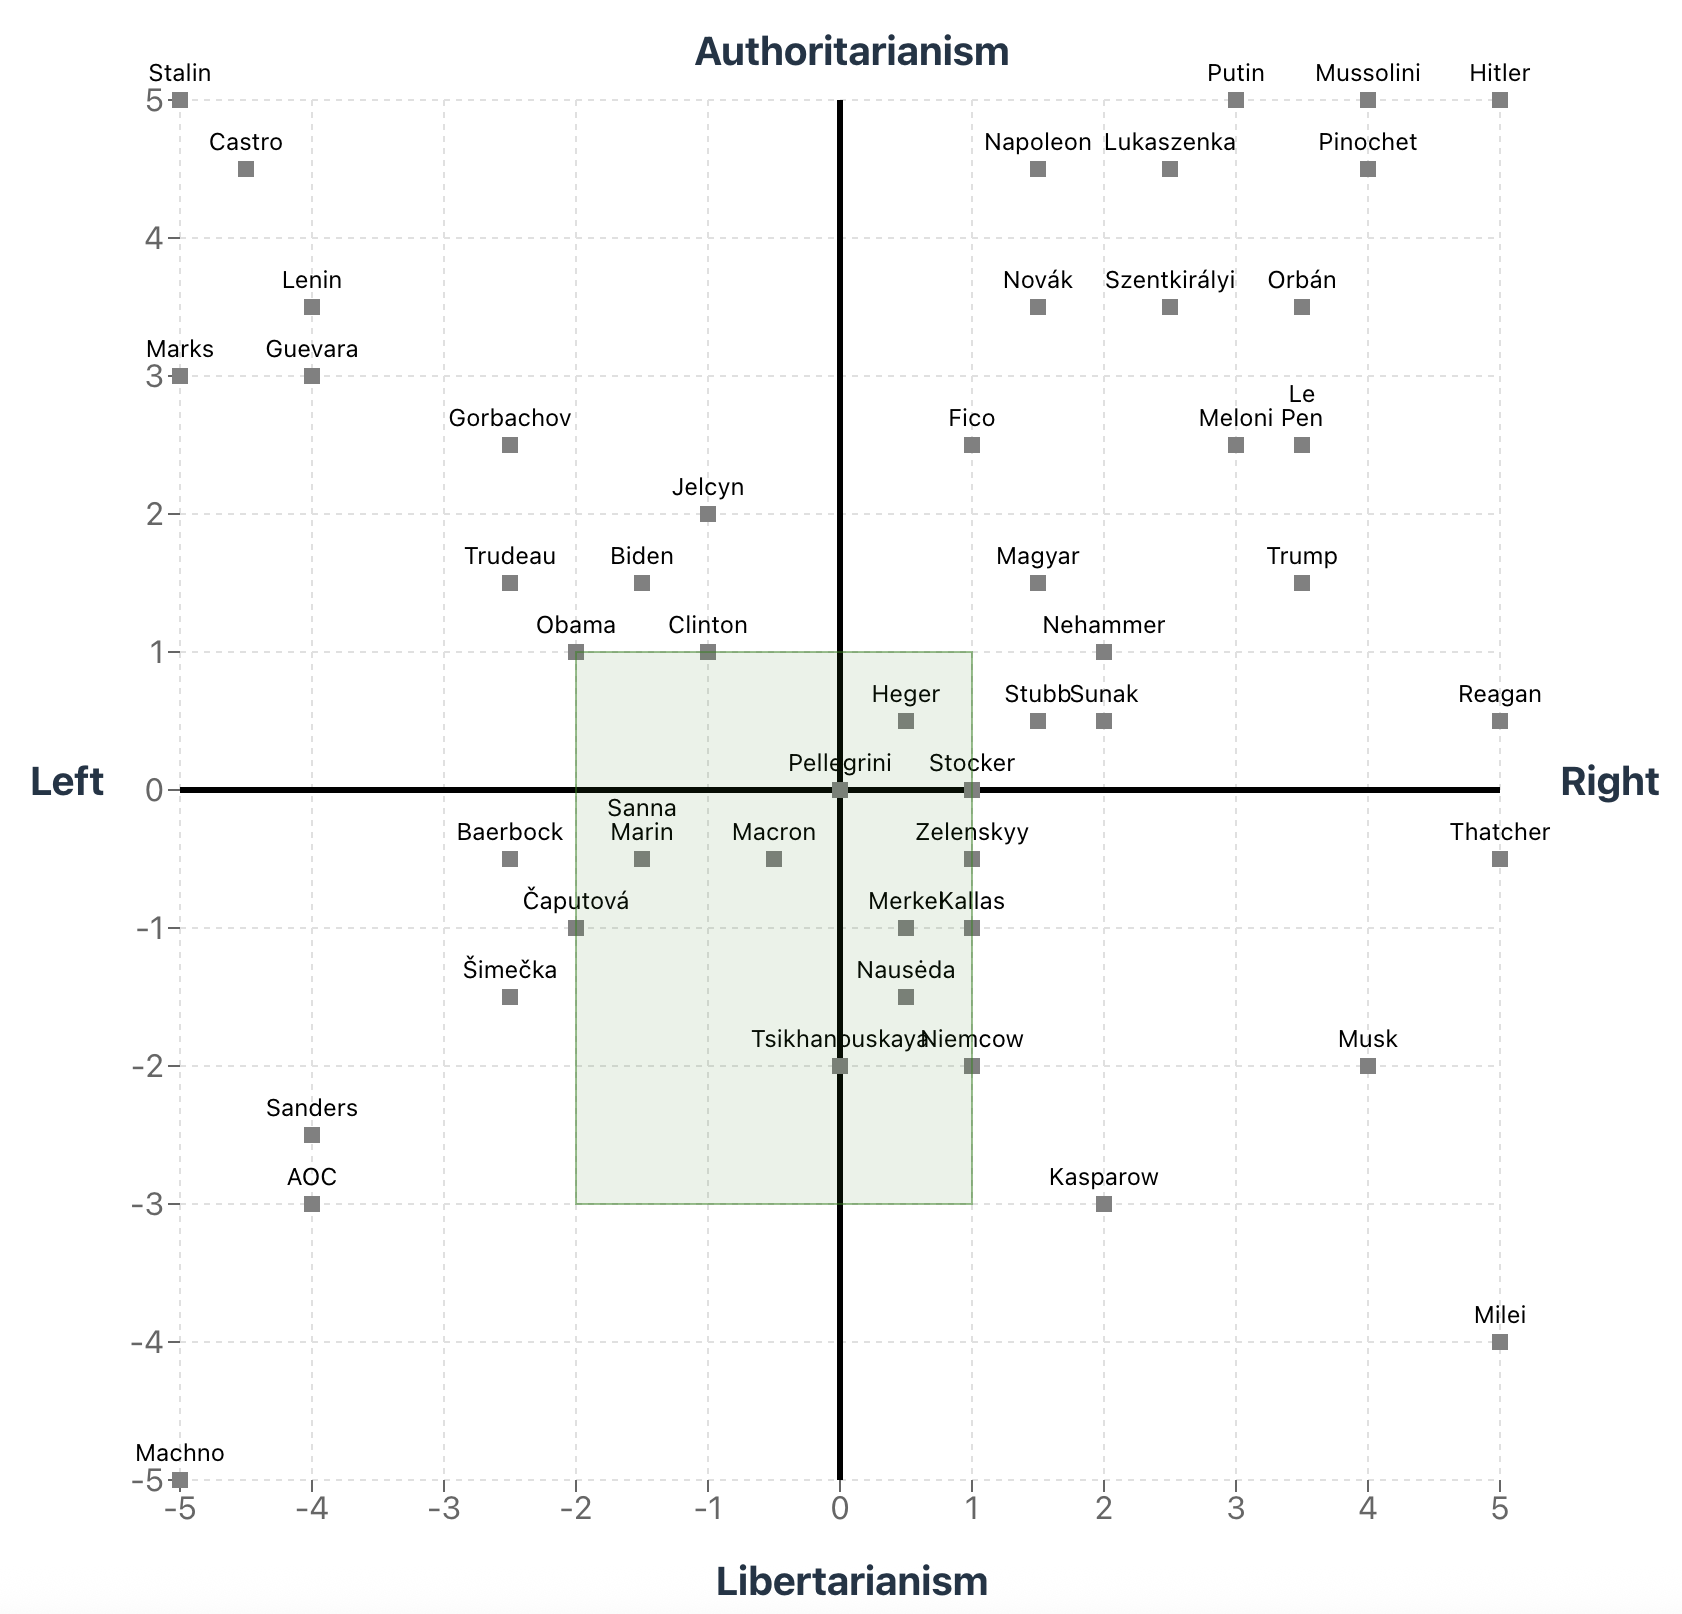 Authoritarianism
Stalin
Putin
Mussolini
Hitler
5
Castro
Napoleon
Lukaszenka
Pinochet
4
Lenin
Novák
Szentkirályi
Orbán
Marks
Guevara
3
Le
Gorbachov
Fico
Meloni
Pen
Jelcyn
2
Trudeau
Biden
Magyar
Trump
Obama
Clinton
Nehammer
1
Heger
Stubb
Sunak
Reagan
Pellegrini
Stocker
Left
0
Right
Sanna
Baerbock
Marin
Macron
Zelenskyy
Thatcher
Čaputová
Merkel
Kallas
-1
Šimečka
Nausėda
Tsikhanouskaya
Niemcow
Musk
-2
Sanders
AOC
Kasparow
-3
Milei
-4
Machno
-5
-5
-4
-3
-2
-1
0
1
2
3
4
5
Libertarianism